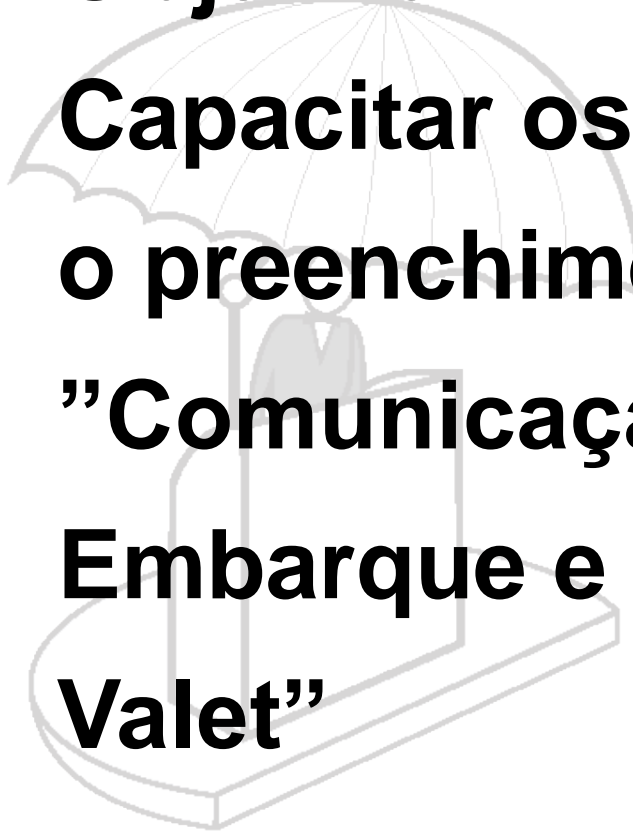 Capacitar os
o preenchim
”Comunicaç
Embarque e
Valet”